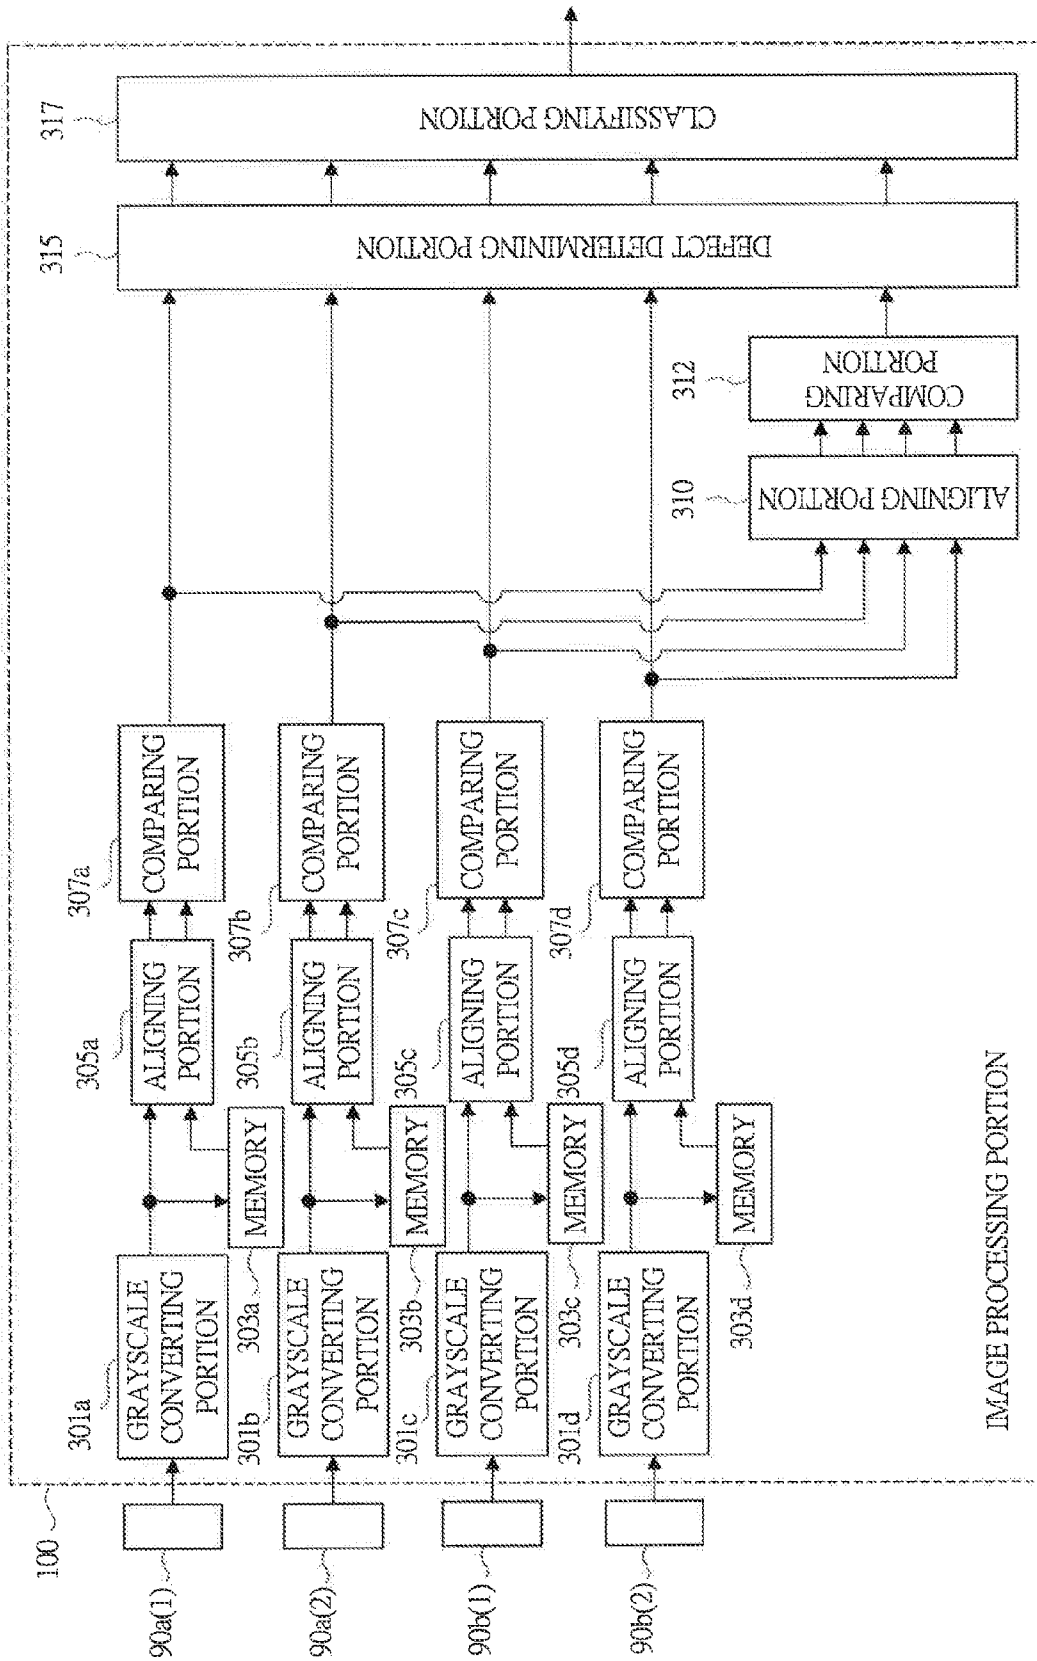 100
90a(1)
301a
GRAYSCALE
CONVERTING
PORTION
303a
MEMORY
305a
ALIGNING
PORTION
307a
COMPARING
PORTION
90a(2)
301b
GRAYSCALE
CONVERTING
PORTION
303b
MEMORY
305b
ALIGNING
PORTION
307b
COMPARING
PORTION
90b(1)
301c
GRAYSCALE
CONVERTING
PORTION
303c
MEMORY
305c
ALIGNING
PORTION
307c
COMPARING
PORTION
90b(2)
301d
GRAYSCALE
CONVERTING
PORTION
303d
MEMORY
305d
ALIGNING
PORTION
307d
COMPARING
PORTION
310
ALIGNING PORTION
312
COMPARING
PORTION
315
DEFECT DETERMINING PORTION
317
CLASSIFYING PORTION
IMAGE PROCESSING PORTION